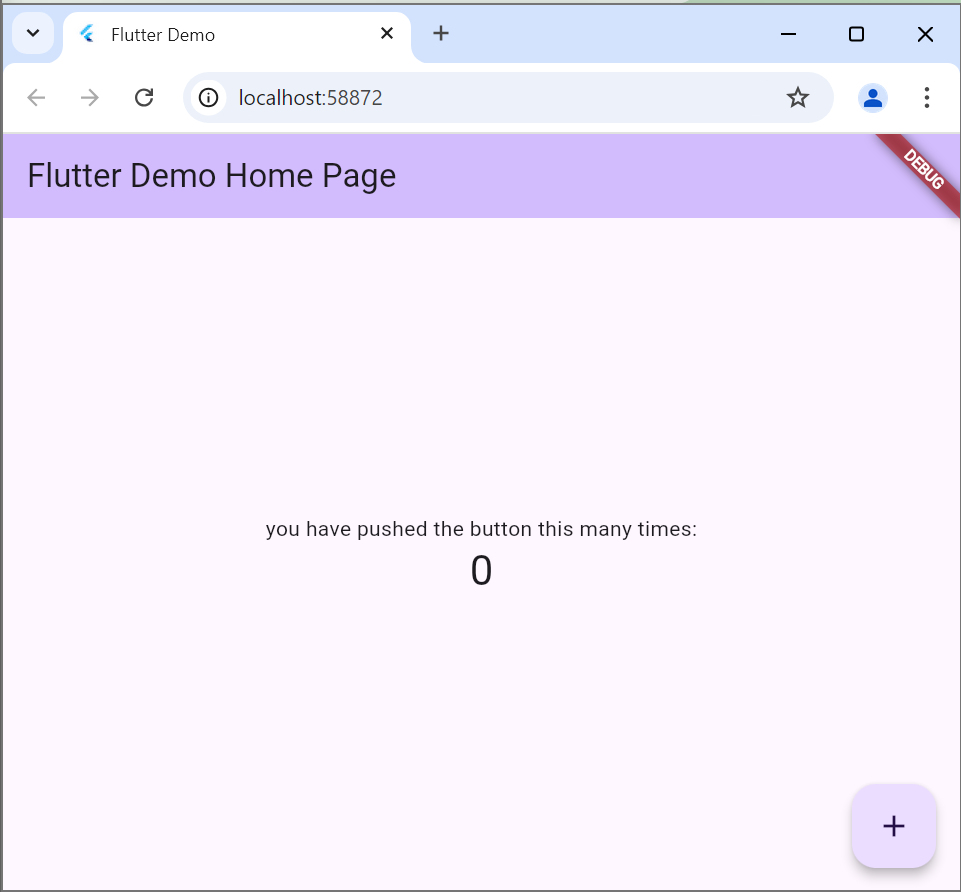 Flutter Demo
localhost:58872
Flutter Demo Home Page
DEBUG
you have pushed the button this many times:
0